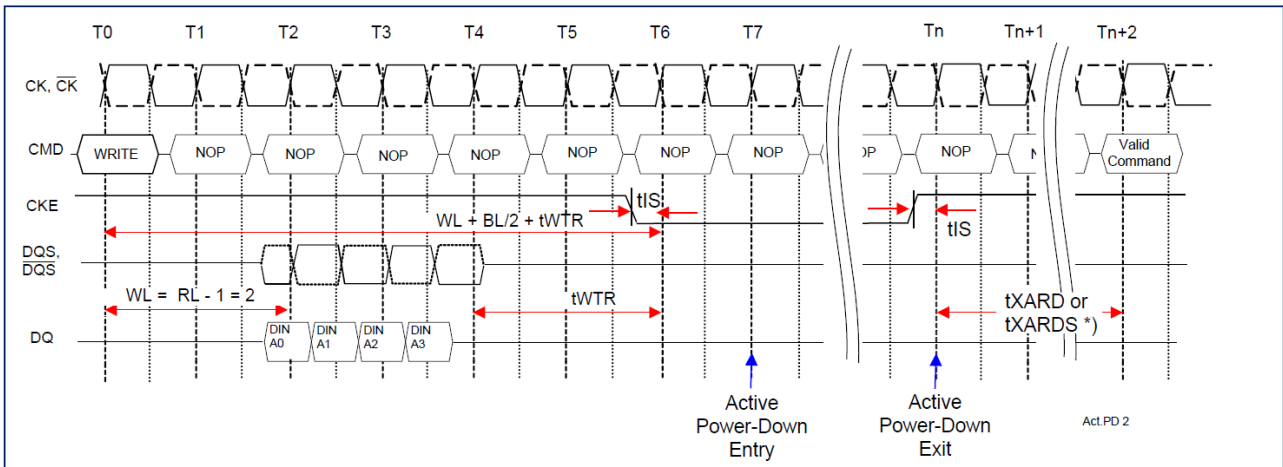 T0 T1 T2 T3 T4 T5 T6 T7 Tn Tn+1 Tn+2
CK, CK
CMD WRITE NOP NOP NOP NOP NOP NOP NOP OP NOP N Valid
Command
CKE tIS tIS
WL + BL/2 + tWTR
DQS,
DQS
WL = RL - 1 = 2 tWTR tXARD or
tXARDS *)
DQ DIN A0 DIN A1 DIN A2 DIN A3
Active
Power-Down
Entry
Active
Power-Down
Exit
Act.PD 2